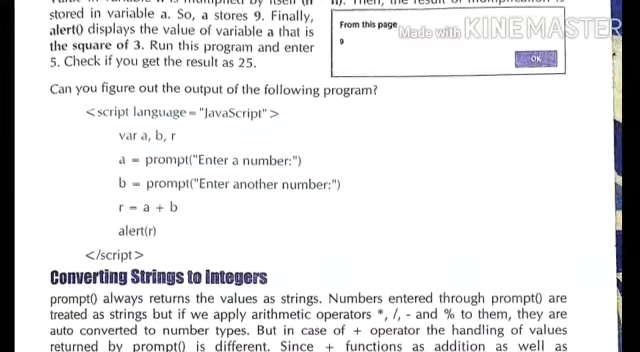 stored in variable a. So, a stores 9. Finally,
alert() displays the value of variable a that is
the square of 3. Run this program and enter
5. Check if you get the result as 25.
From this page
9
OK
Made with KINEMASTER
Can you figure out the output of the following program?
<script language="JavaScript">
var a, b, r
a = prompt("Enter a number:")
b = prompt("Enter another number:")
r = a + b
alert(r)
</script>
Converting Strings to Integers
prompt() always returns the values as strings. Numbers entered through prompt() are
treated as strings but if we apply arithmetic operators *, /, - and % to them, they are
auto converted to number types. But in case of + operator the handling of values
returned by prompt() is different. Since + functions as addition as well as